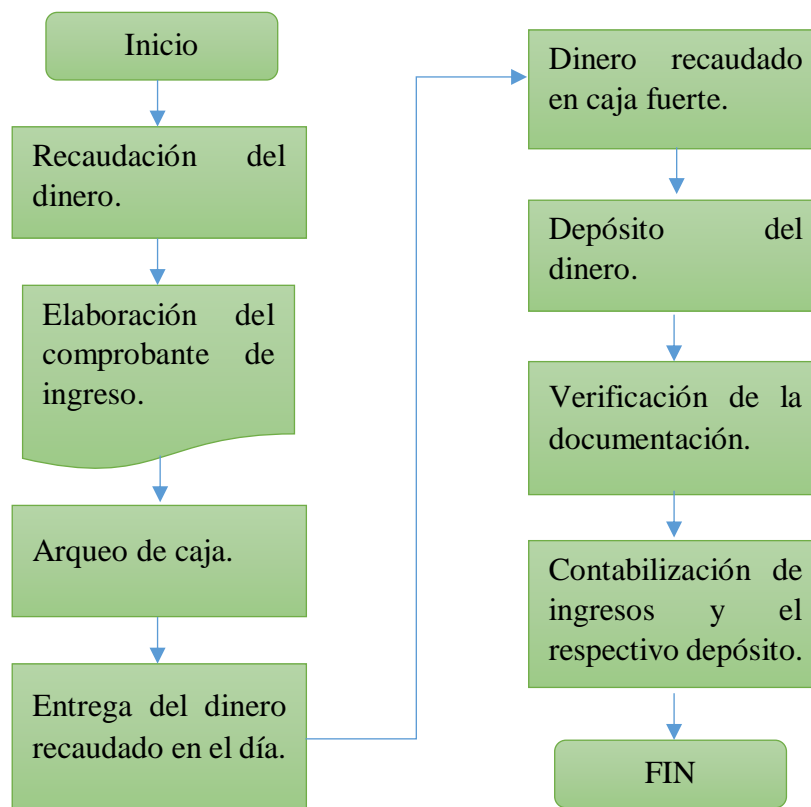 Inicio
Recaudación del
dinero.
Elaboración del
comprobante de
ingreso.
Arqueo de caja.
Entrega del dinero
recaudado en el día.
Dinero recaudado
en caja fuerte.
Depósito del
dinero.
Verificación de la
documentación.
Contabilización de
ingresos y el
respectivo depósito.
FIN